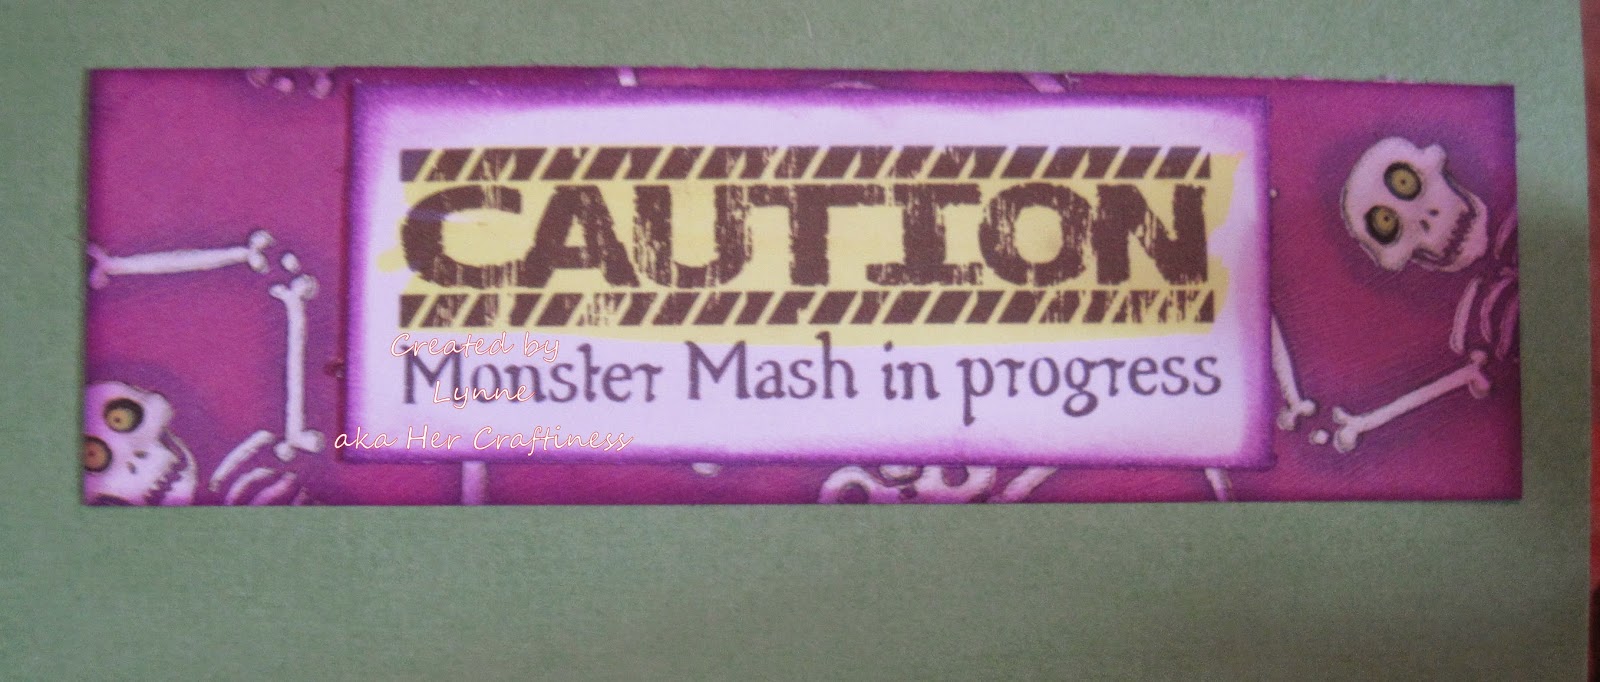 CAUTION
Created by
Monster Mash in progress
Lynne
aka Her Craftiness